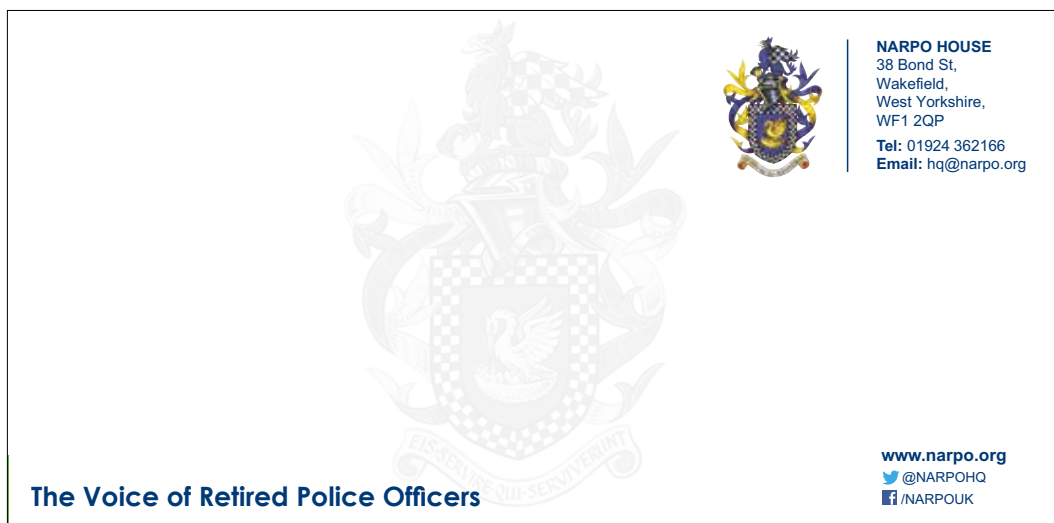 NARPO HOUSE
38 Bond St,
Wakefield,
West Yorkshire,
WF1 2QP
Tel: 01924 362166
Email: hq@narpo.org
EIS·SERVIRE·QUI·SERVIVERUNT
www.narpo.org
@NARPOHQ
/NARPOUK
The Voice of Retired Police Officers